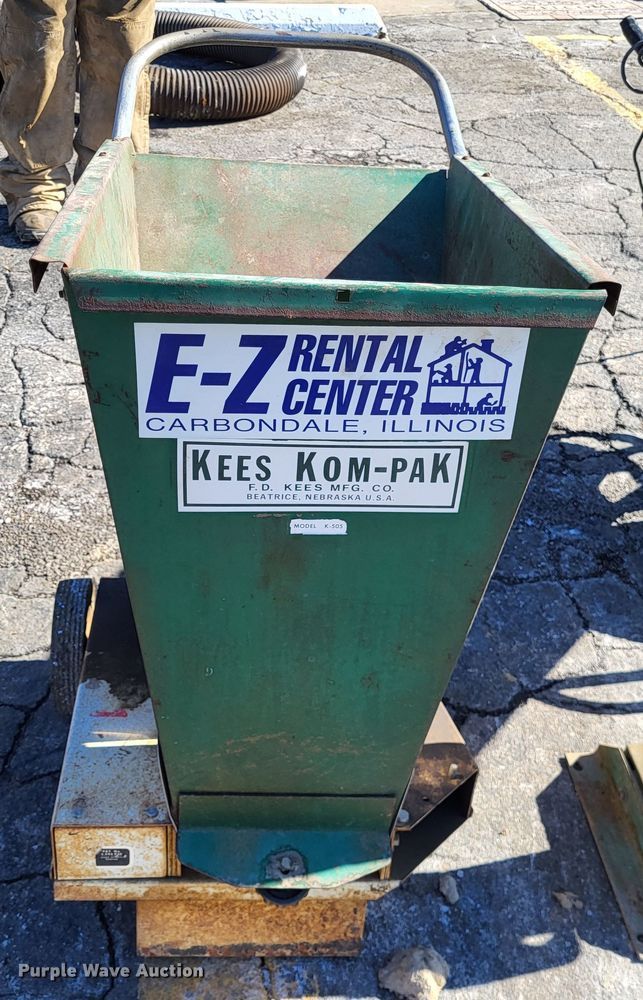 E-Z RENTAL CENTER
CARBONDALE, ILLINOIS
KEES KOM-PAK
F.D. KEES MFG. CO.
BEATRICE, NEBRASKA U.S.A.
MODEL K-505
Purple Wave Auction